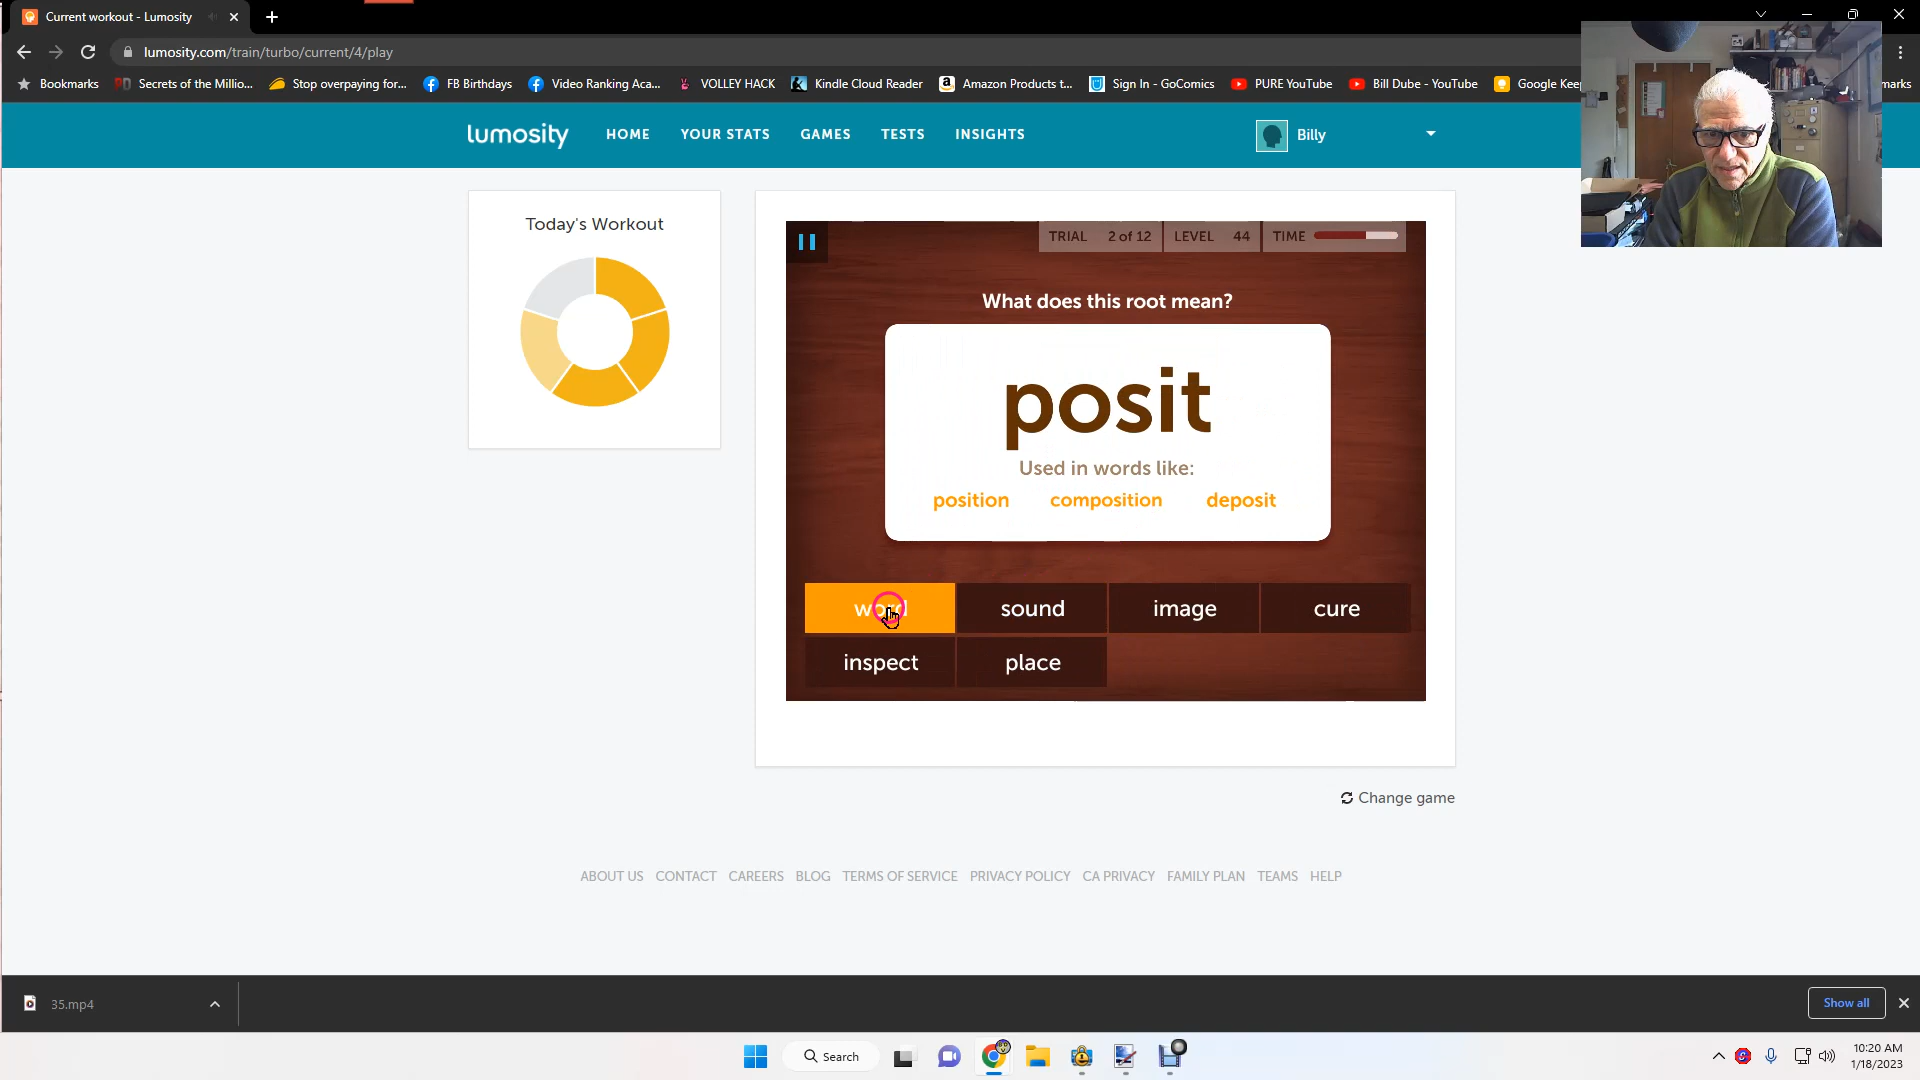 Current workout - Lumosity
lumosity.com/train/turbo/current/4/play
Bookmarks Secrets of the Millio... Stop overpaying for... FB Birthdays Video Ranking Aca... VOLLEY HACK Kindle Cloud Reader Amazon Products t... Sign In - GoComics PURE YouTube Bill Dube - YouTube Google Keep marks
lumosity HOME YOUR STATS GAMES TESTS INSIGHTS Billy
Today's Workout
TRIAL 2 of 12 LEVEL 44 TIME
What does this root mean?
posit
Used in words like:
position composition deposit
word sound image cure
inspect place
Change game
ABOUT US CONTACT CAREERS BLOG TERMS OF SERVICE PRIVACY POLICY CA PRIVACY FAMILY PLAN TEAMS HELP
35.mp4 Show all
Search
10:20 AM
1/18/2023